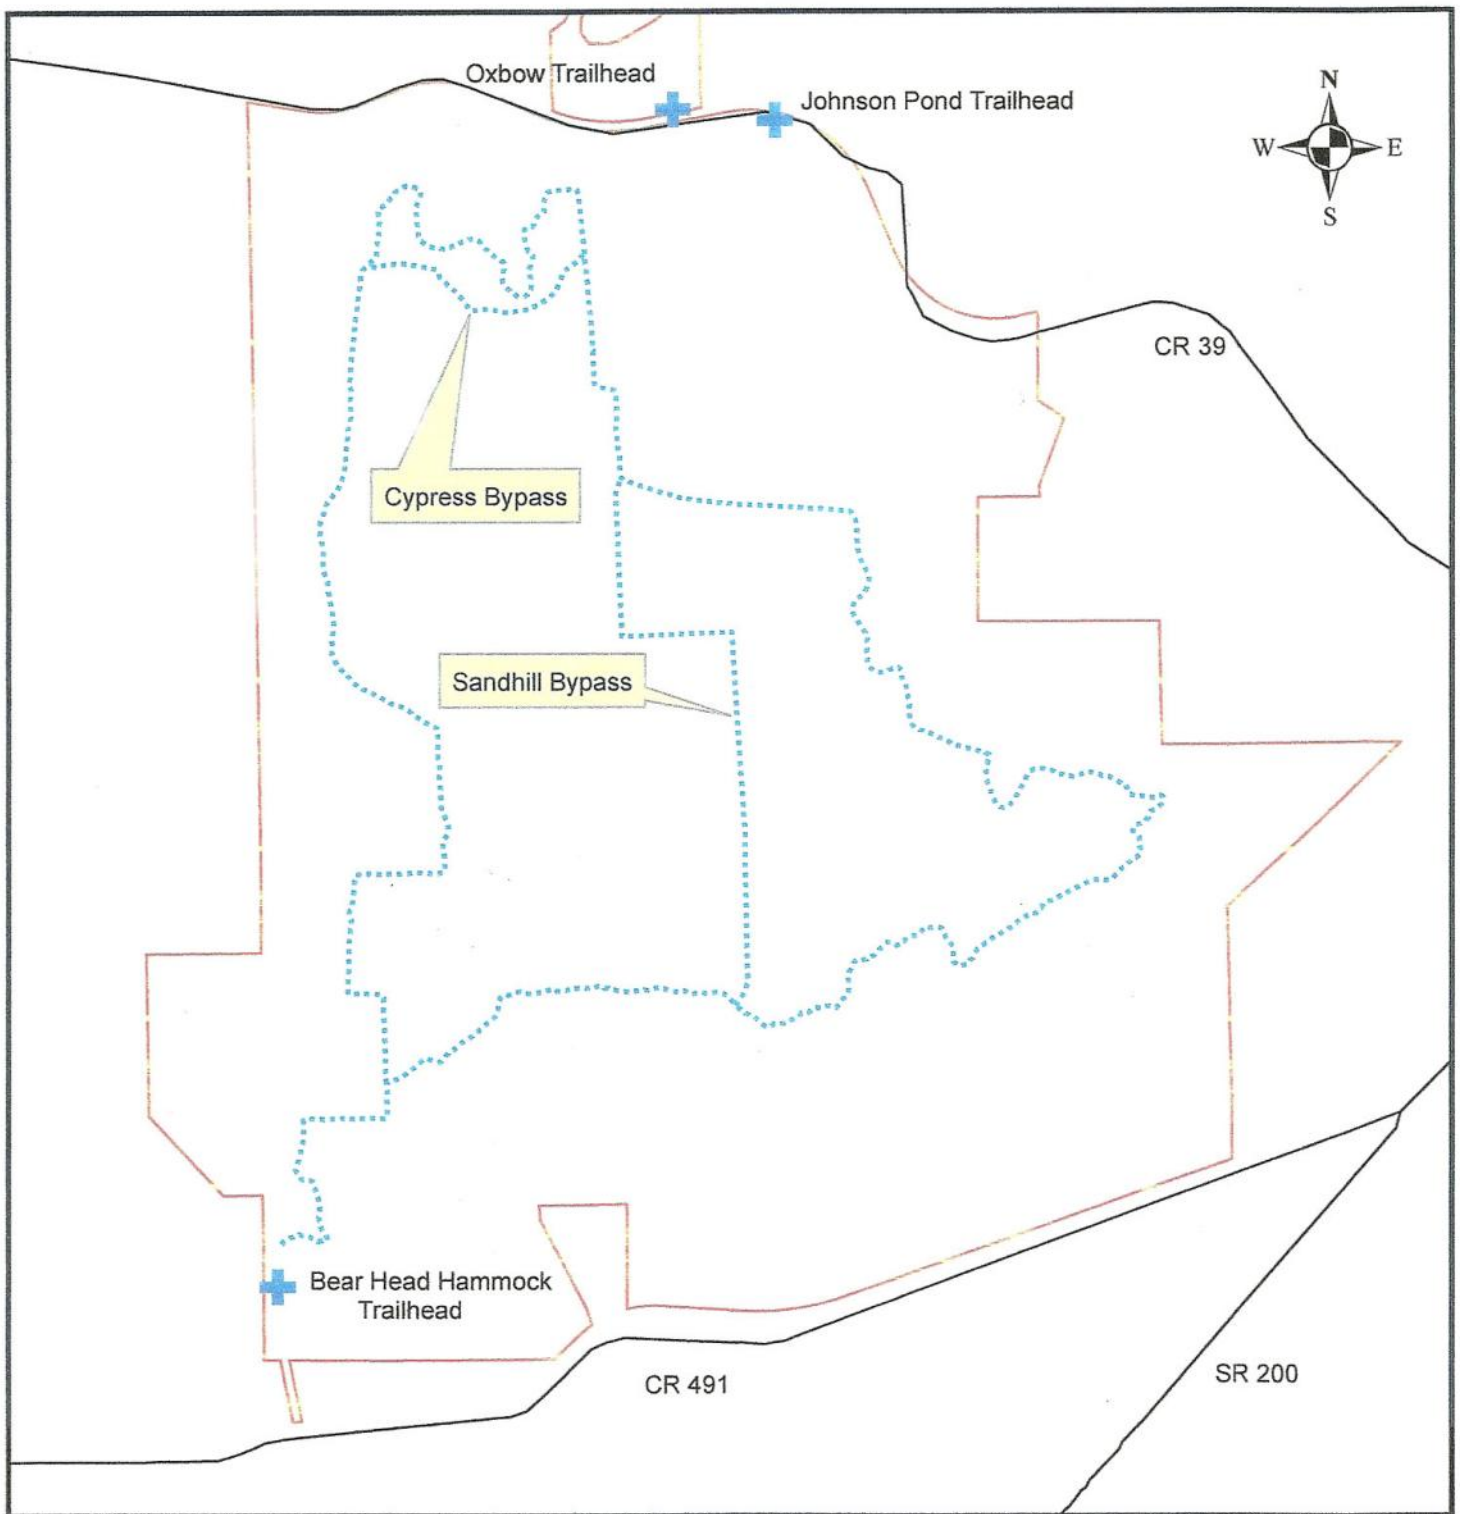 Oxbow Trailhead
Johnson Pond Trailhead
N
W E
S
CR 39
Cypress Bypass
Sandhill Bypass
Bear Head Hammock
Trailhead
CR 491
SR 200